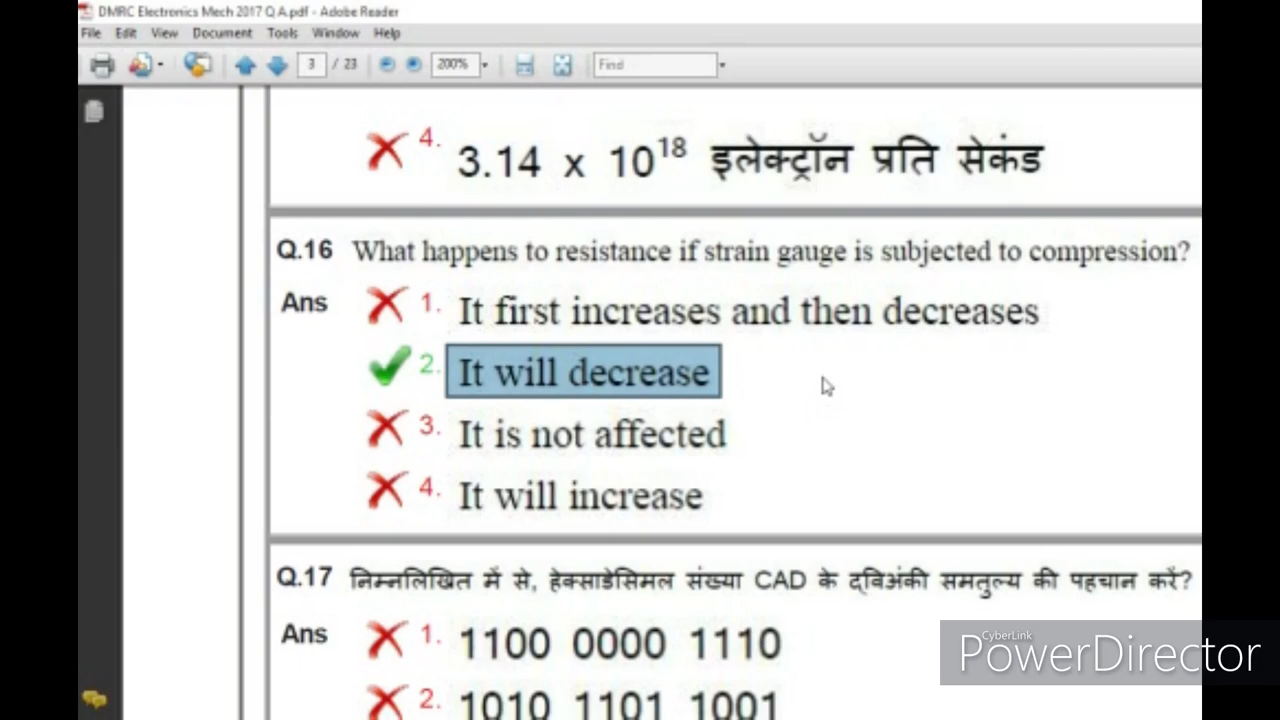 DMRC Electronics Mech 2017 Q A.pdf - Adobe Reader
File Edit View Document Tools Window Help
3 / 23 200% Find
4. 3.14 x 10¹⁸ इलेक्ट्रॉन प्रति सेकंड
Q.16 What happens to resistance if strain gauge is subjected to compression?
Ans 1. It first increases and then decreases
2. It will decrease
3. It is not affected
4. It will increase
Q.17 निम्नलिखित में से, हेक्साडेसिमल संख्या CAD के द्विअंकी समतुल्य की पहचान करें?
Ans 1. 1100 0000 1110
2. 1010 1101 1001
CyberLink
PowerDirector